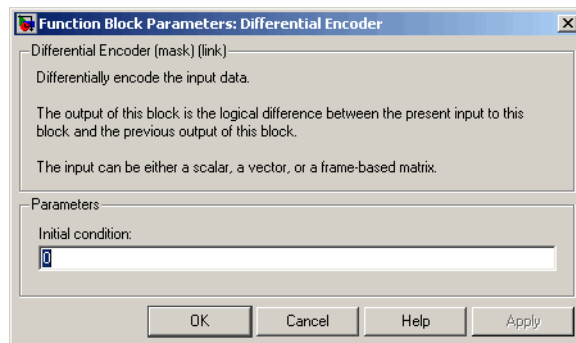 Function Block Parameters: Differential Encoder
Differential Encoder (mask) (link)
Differentially encode the input data.
The output of this block is the logical difference between the present input to this
block and the previous output of this block.
The input can be either a scalar, a vector, or a frame-based matrix.
Parameters
Initial condition:
0
OK Cancel Help Apply